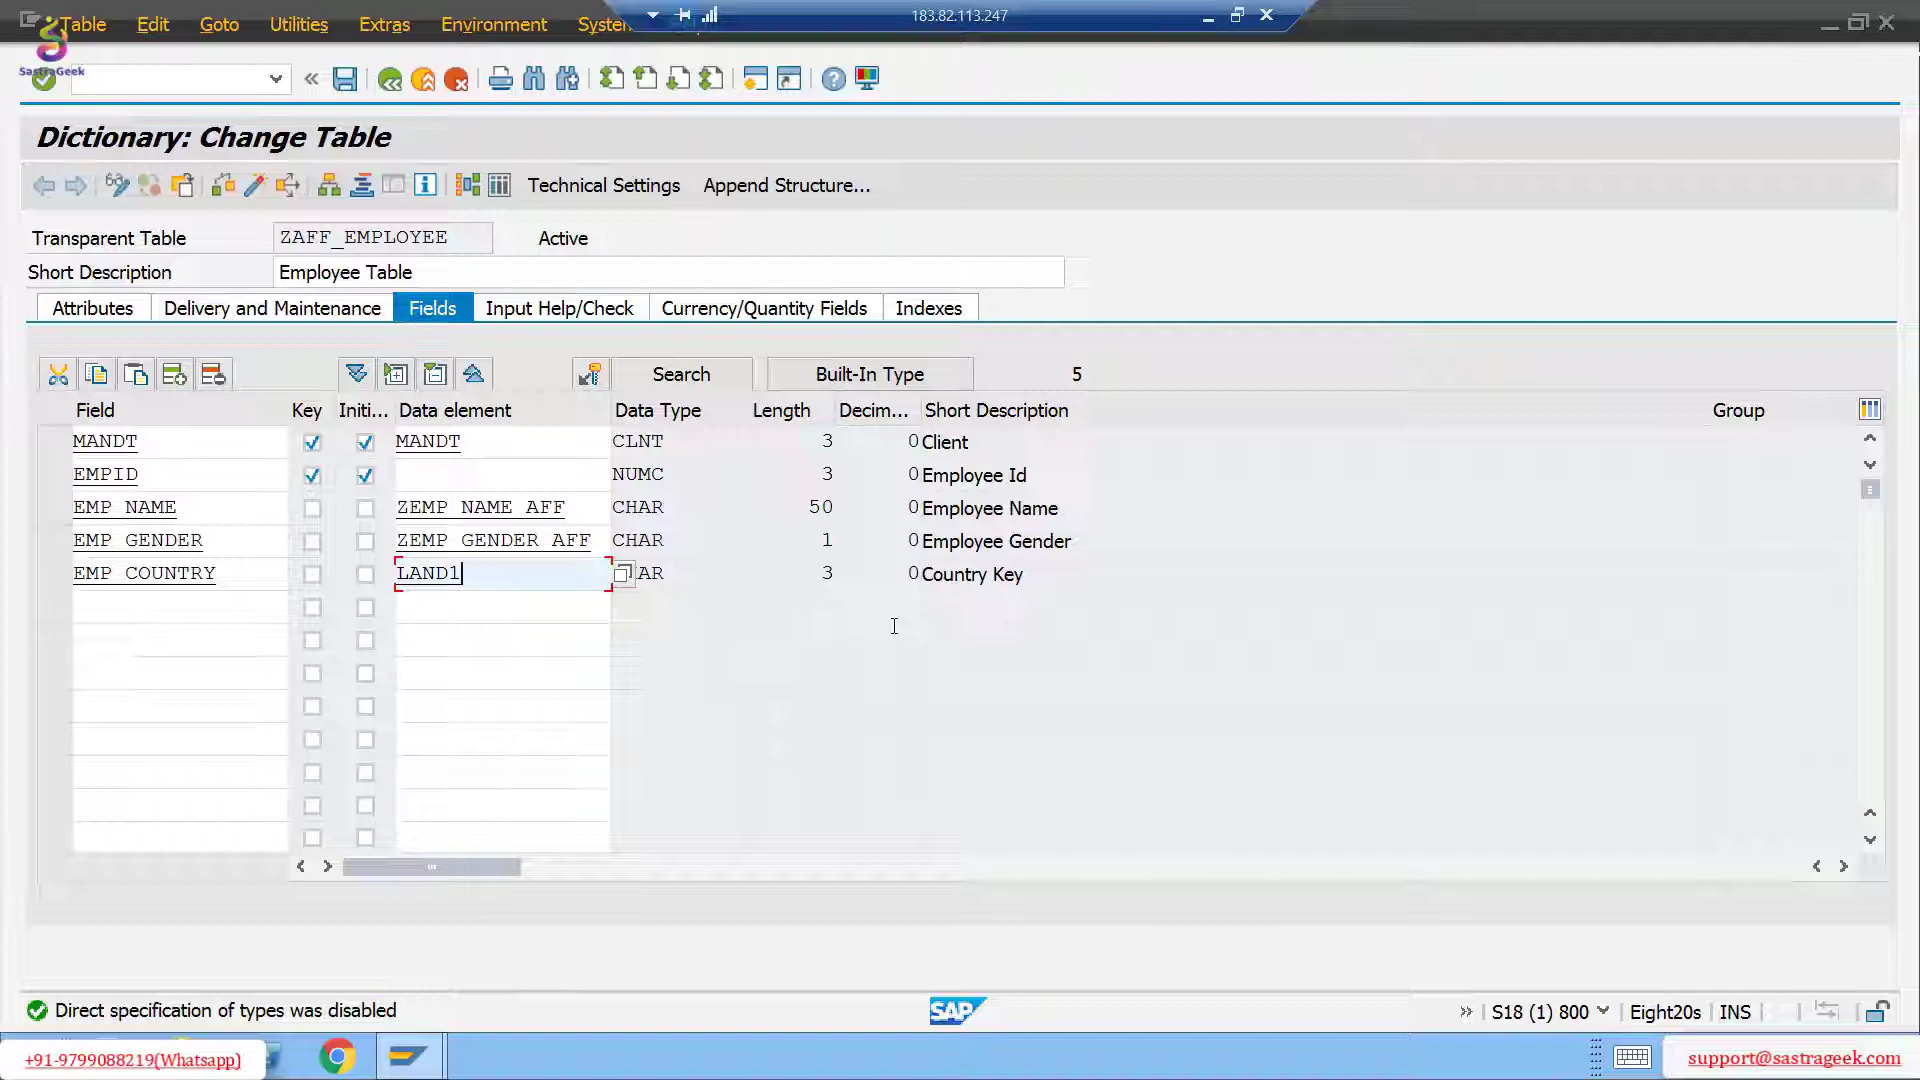 Table Edit Goto Utilities Extras Environment System
183.82.113.247
SastraGeek
Dictionary: Change Table
Technical Settings Append Structure...
Transparent Table ZAFF_EMPLOYEE Active
Short Description Employee Table
Attributes Delivery and Maintenance Fields Input Help/Check Currency/Quantity Fields Indexes
Search Built-In Type 5
Field Key Initi... Data element Data Type Length Decim... Short Description Group
MANDT MANDT CLNT 3 0 Client
EMPID NUMC 3 0 Employee Id
EMP_NAME ZEMP_NAME_AFF CHAR 50 0 Employee Name
EMP_GENDER ZEMP_GENDER_AFF CHAR 1 0 Employee Gender
EMP_COUNTRY LAND1 AR 3 0 Country Key
Direct specification of types was disabled
SAP
S18 (1) 800 Eight20s INS
+91-9799088219(Whatsapp)
support@sastrageek.com